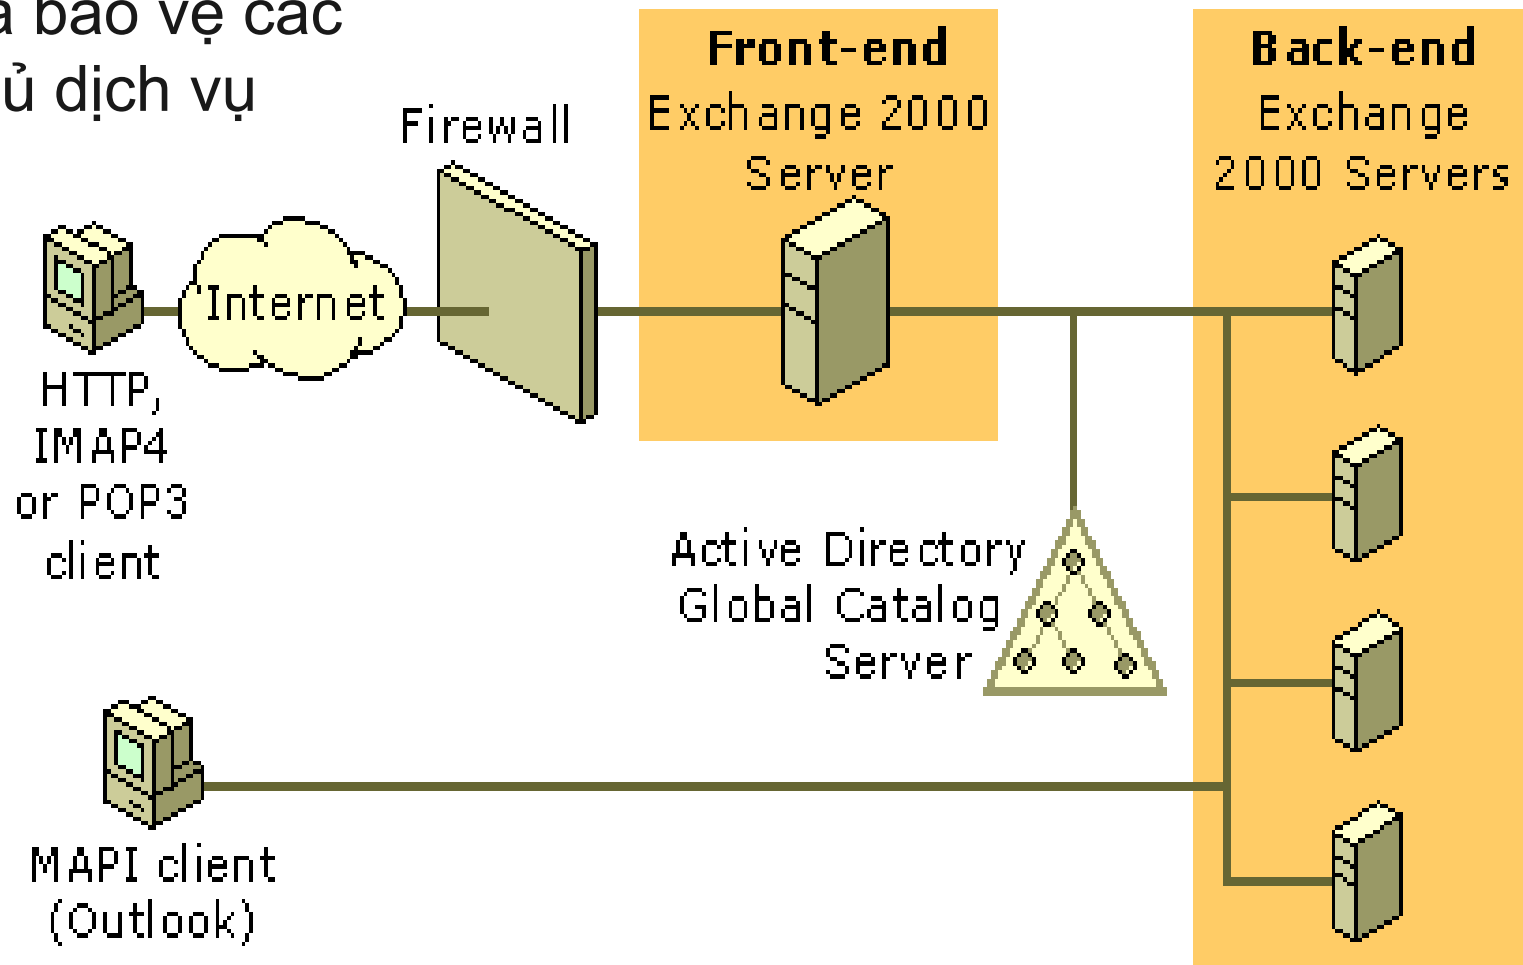 bảo vệ các
dịch vụ
Firewall
Front-end
Exchange 2000
Server
Back-end
Exchange
2000 Servers
Internet
HTTP,
IMAP4
or POP3
client
Active Directory
Global Catalog
Server
MAPI client
(Outlook)